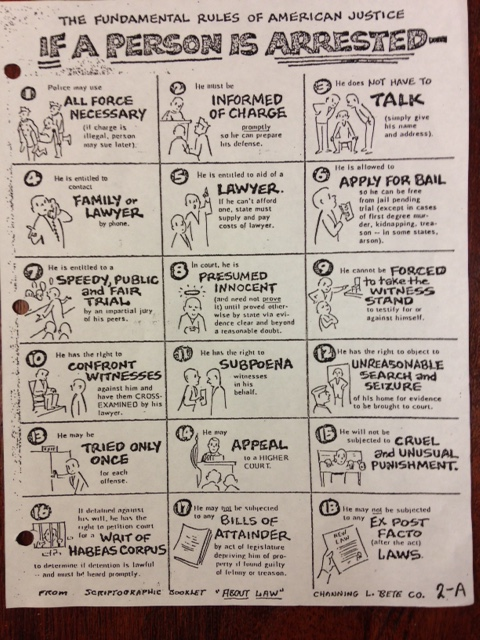 THE FUNDAMENTAL RULES OF AMERICAN JUSTICE
IF A PERSON IS ARRESTED—
1
Police may use
ALL FORCE
NECESSARY
(if charge is
illegal, person
may sue later).
2
He must be
INFORMED
OF CHARGE
promptly
so he can prepare
his defense.
3
He does NOT HAVE TO
TALK
(simply give
his name
and address).
4
He is entitled to
contact
FAMILY or
LAWYER
by phone.
5
He is entitled to aid of a
LAWYER.
If he can't afford
one, state must
supply and pay
costs of lawyer.
6
He is allowed to
APPLY FOR BAIL
so he can be free
from jail pending
trial (except in cases
of first degree mur-
der, kidnapping, trea-
son -- in some states,
arson).
7
He is entitled to a
SPEEDY, PUBLIC
and FAIR
TRIAL
by an impartial jury
of his peers.
8
In court, he is
PRESUMED
INNOCENT
(and need not prove
it) until proved other-
wise by state via evi-
dence clear and beyond
a reasonable doubt.
9
He cannot be FORCED
to take the
WITNESS
STAND
to testify for or
against himself.
10
He has the right to
CONFRONT
WITNESSES
against him and
have them CROSS-
EXAMINED by his
lawyer.
11
He has the right to
SUBPOENA
witnesses
in his
behalf.
12
He has the right to object to
UNREASONABLE
SEARCH and
SEIZURE
of his home for evidence
to be brought to court.
13
He may be
TRIED ONLY
ONCE
for each
offense.
14
He may
APPEAL
to a HIGHER
COURT.
15
He will not be
subjected to CRUEL
and UNUSUAL
PUNISHMENT.
16
If detained against
his will, he has the
right to petition court
for a WRIT OF
HABEAS CORPUS
to determine if detention is lawful
-- and must be heard promptly.
17
He may not be subjected
to any BILLS OF
ATTAINDER
by act of legislature
depriving him of pro-
perty if found guilty
of felony or treason.
18
He may not be subjected
to any EX POST
FACTO
(after the act)
LAWS.
NEW
LAW
FROM SCRIPTOGRAPHIC BOOKLET "ABOUT LAW" CHANNING L. BETE CO. 2-A